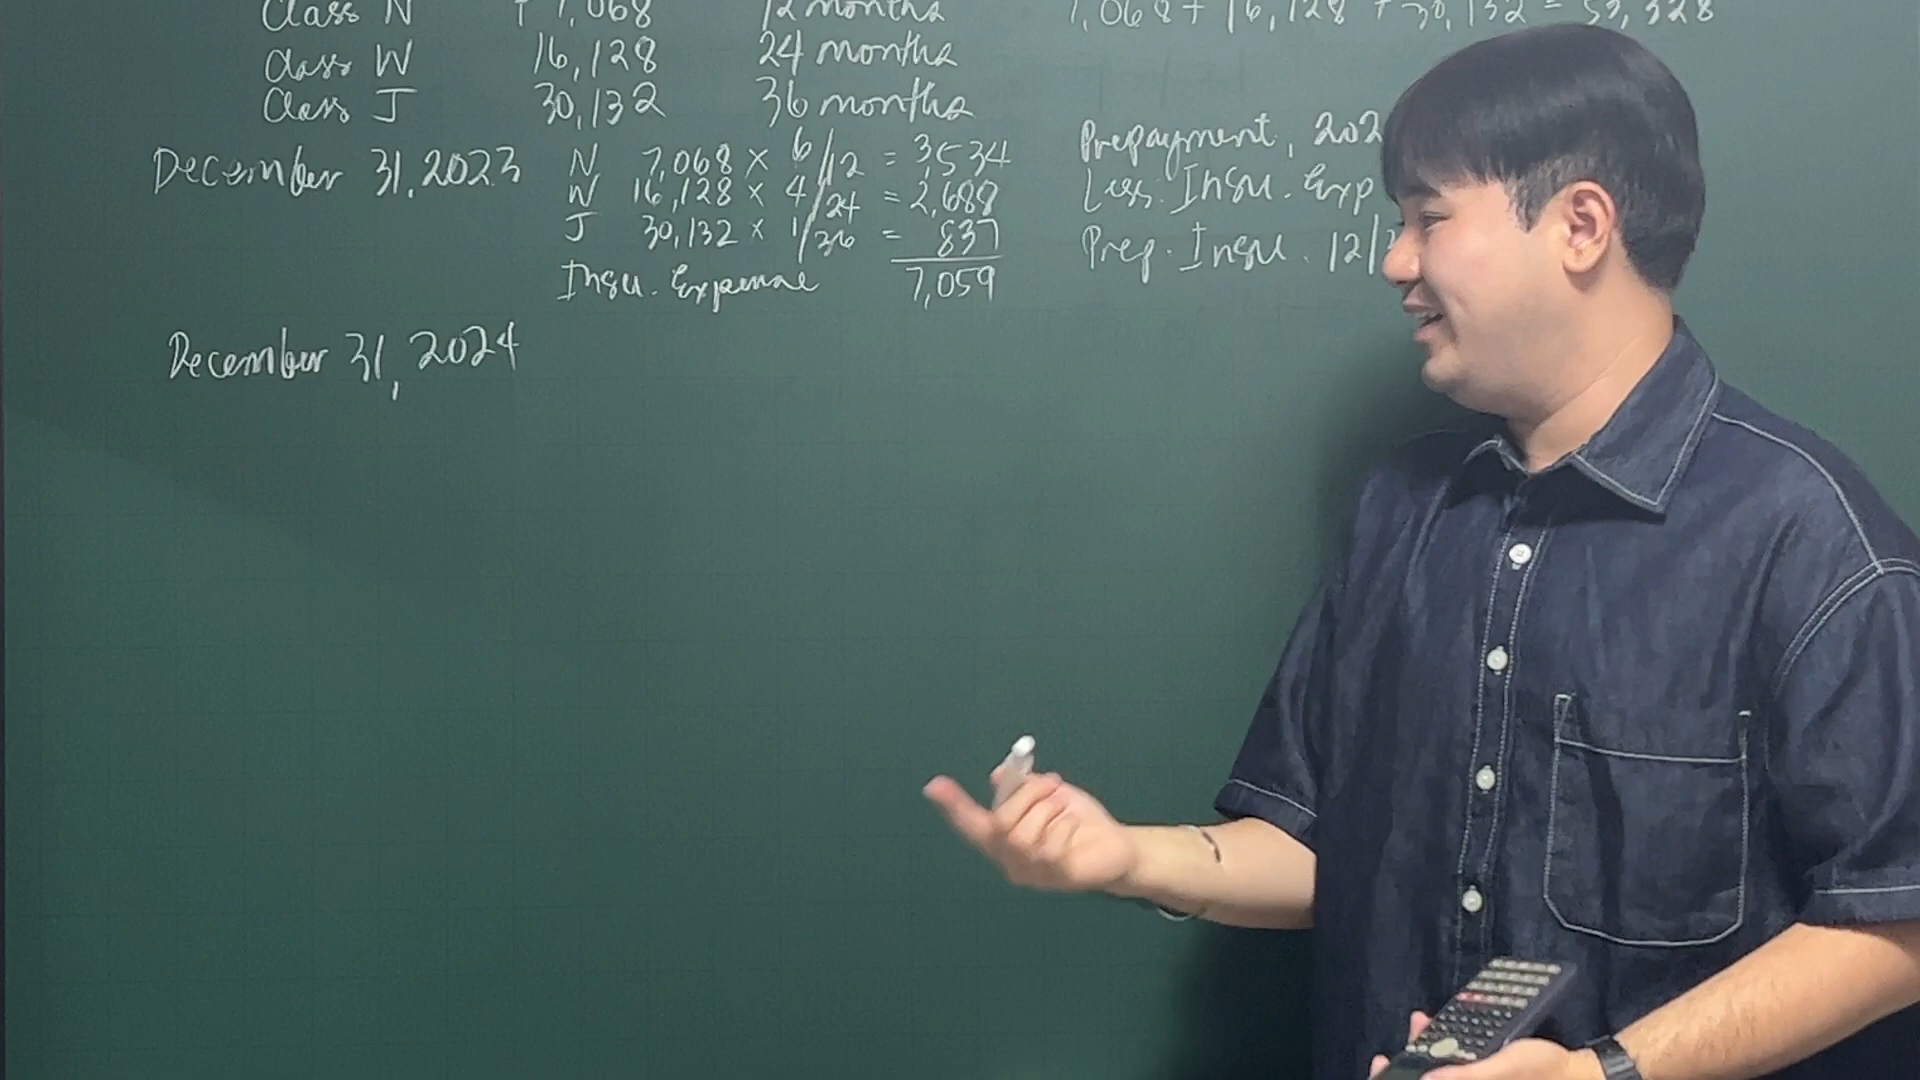 Class N ₱ 7,068 12 months 7,068 + 16,128 + 30,132 = 53,328
Class W 16,128 24 months
Class J 30,132 36 months
December 31, 2023 N 7,068 × 6/12 = 3,534 Prepayment, 202
W 16,128 × 4/24 = 2,688 Less: Insu. Exp
J 30,132 × 1/36 = 837 Prep. Insu. 12/
Insu. Expense 7,059
December 31, 2024